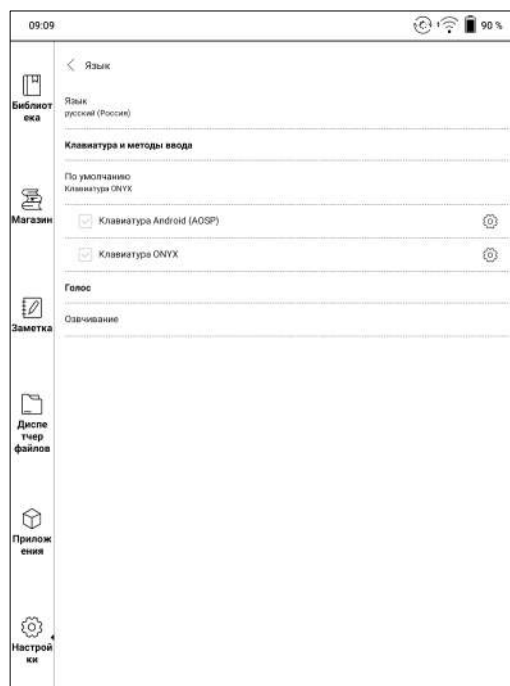 09:09
90 %
Язык
Библиот
ека
Язык
русский (Россия)
Клавиатура и методы ввода
По умолчанию
Клавиатура ONYX
Магазин
Клавиатура Android (AOSP)
Клавиатура ONYX
Голос
Озвчивание
Заметка
Диспе
тчер
файлов
Прилож
ения
Настрой
ки